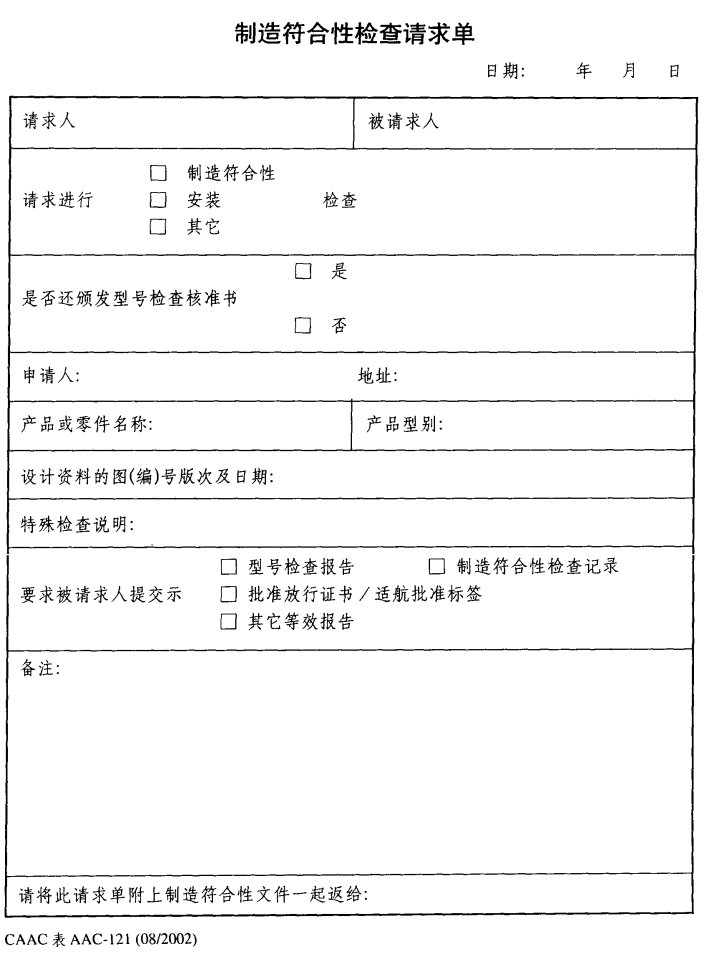 制造符合性检查请求单
日期: 年 月 日
请求人 被请求人
□ 制造符合性
请求进行 □ 安装 检查
□ 其它
□ 是
是否还颁发型号检查核准书
□ 否
申请人: 地址:
产品或零件名称: 产品型别:
设计资料的图(编)号版次及日期:
特殊检查说明:
□ 型号检查报告 □ 制造符合性检查记录
要求被请求人提交示 □ 批准放行证书/适航批准标签
□ 其它等效报告
备注:
请将此请求单附上制造符合性文件一起返给:
CAAC 表 AAC-121 (08/2002)